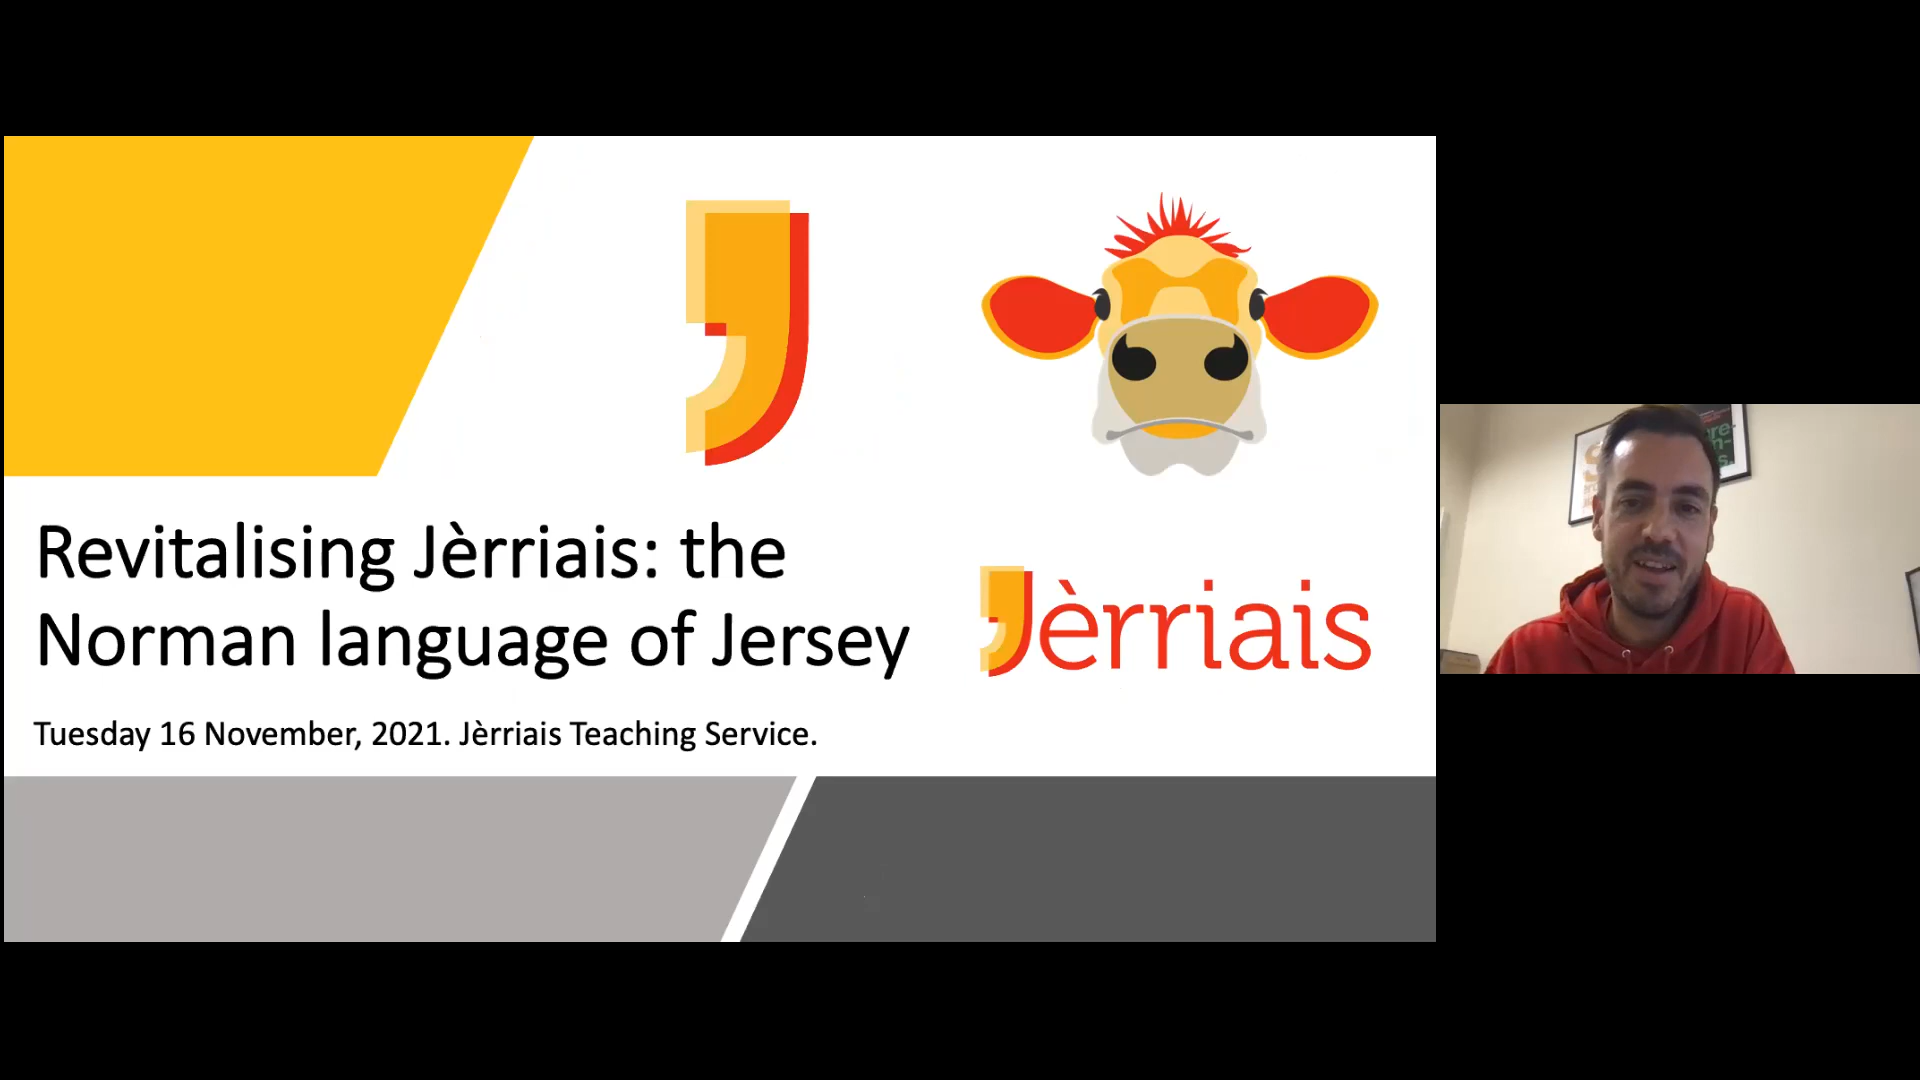 Revitalising Jèrriais: the
Norman language of Jersey
Jèrriais
Tuesday 16 November, 2021. Jèrriais Teaching Service.